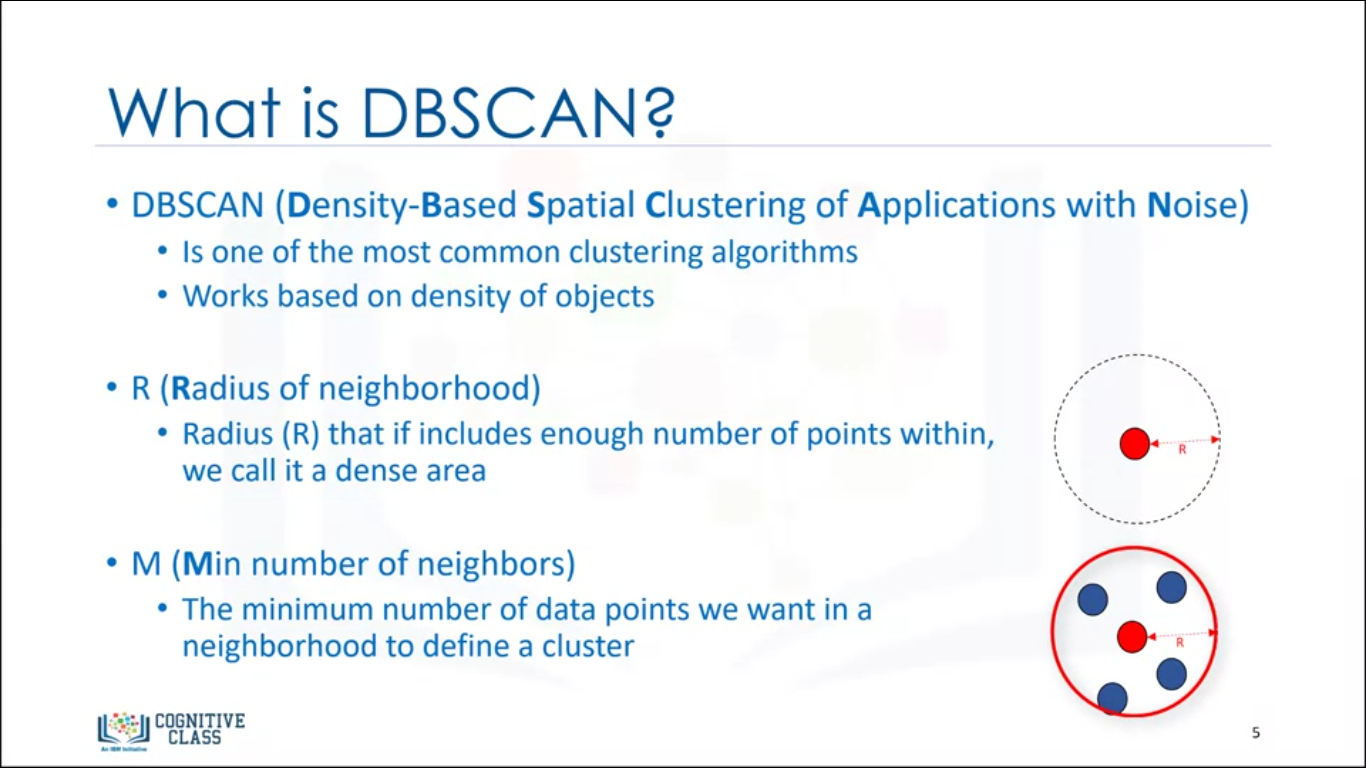 What is DBSCAN?
• DBSCAN (Density-Based Spatial Clustering of Applications with Noise)
• Is one of the most common clustering algorithms
• Works based on density of objects
• R (Radius of neighborhood)
• Radius (R) that if includes enough number of points within,
we call it a dense area
R
• M (Min number of neighbors)
• The minimum number of data points we want in a
neighborhood to define a cluster
R
COGNITIVE
CLASS
An IBM Initiative
5